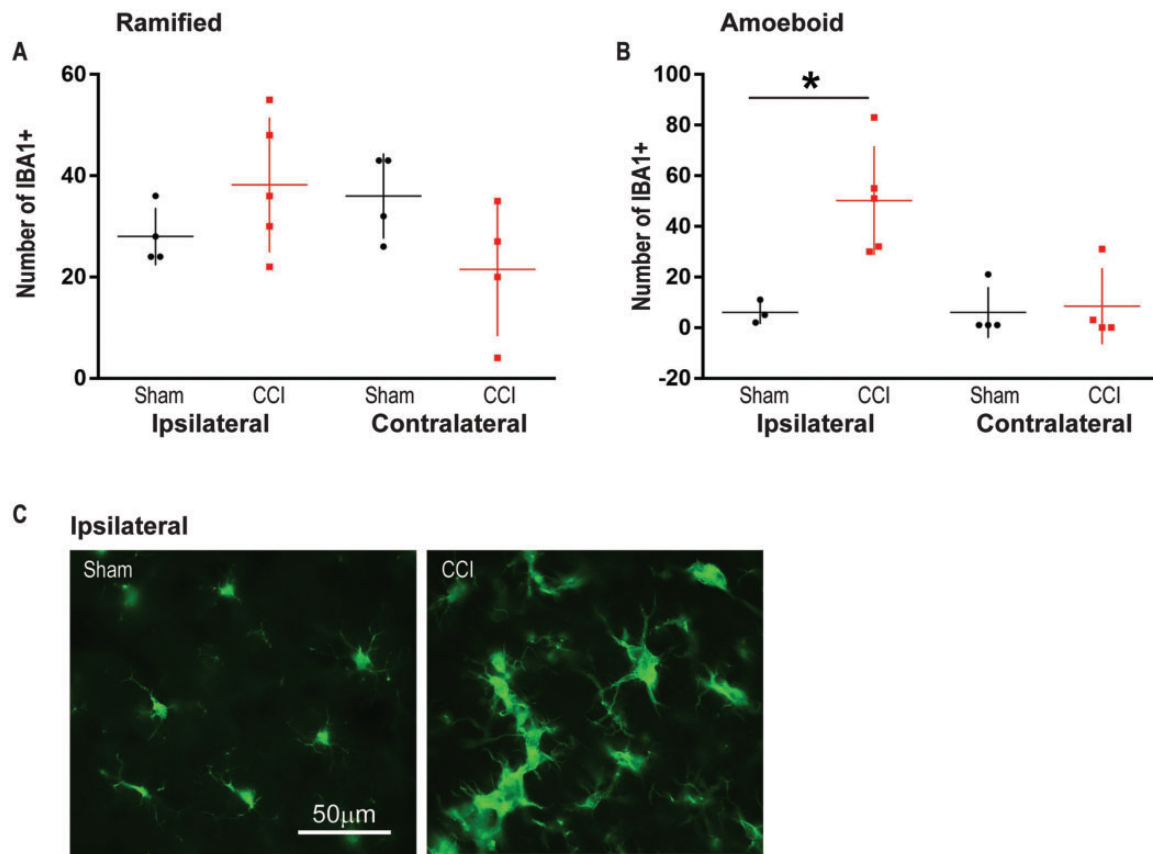 Ramified
A
Number of IBA1+
60
40
20
0
Sham
CCI
Sham
CCI
Ipsilateral
Contralateral
Amoeboid
B
Number of IBA1+
100
80
60
40
20
0
-20
*
Sham
CCI
Sham
CCI
Ipsilateral
Contralateral
C
Ipsilateral
Sham
50μm
CCI